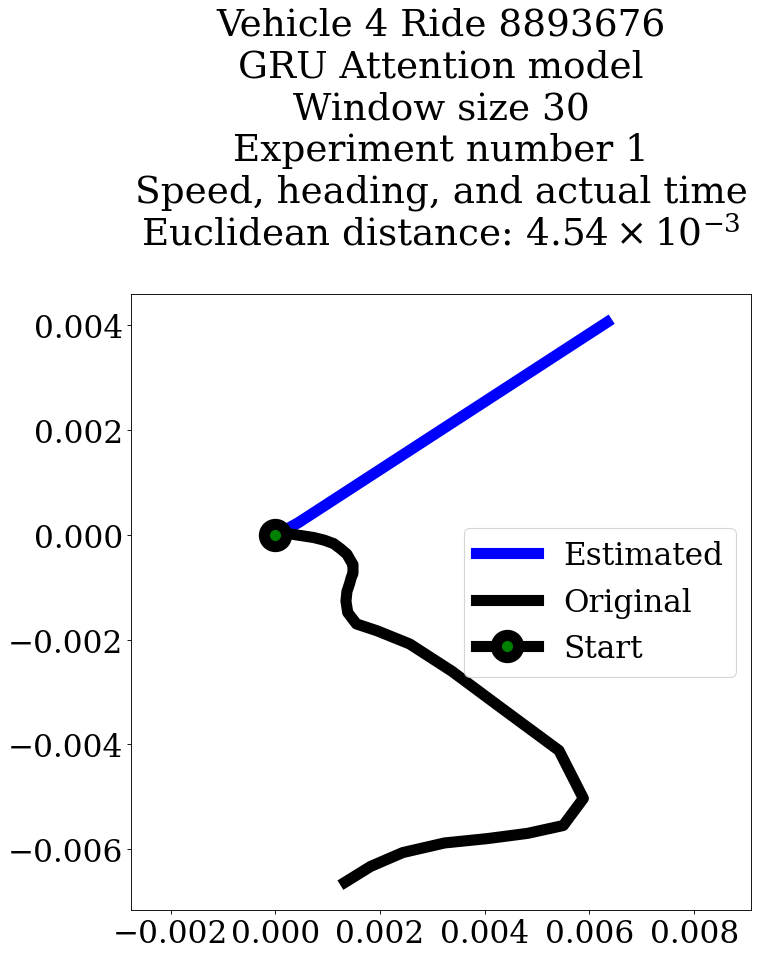 Vehicle 4 Ride 8893676
GRU Attention model
Window size 30
Experiment number 1
Speed, heading, and actual time
Euclidean distance: 4.54 × 10⁻³
0.004
0.002
0.000
−0.002
−0.004
−0.006
Estimated
Original
Start
−0.002 0.000 0.002 0.004 0.006 0.008